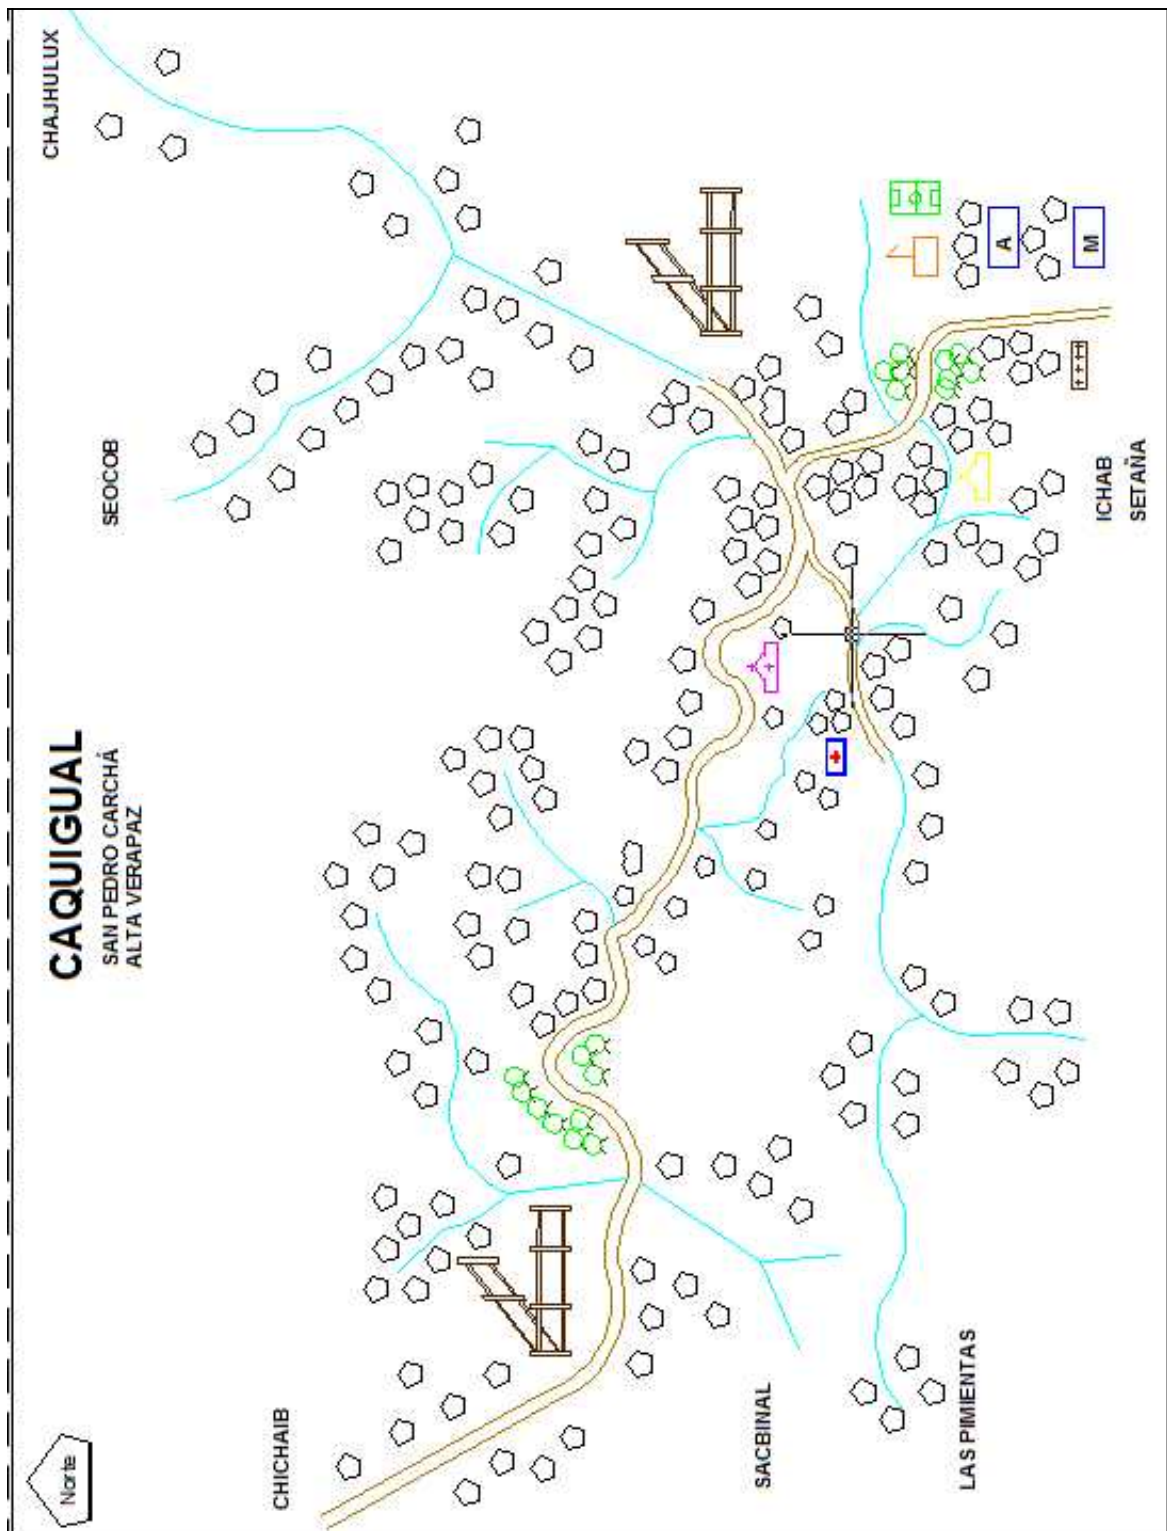 CAQUIGUAL
SAN PEDRO CARCHÁ
ALTA VERAPAZ
Norte
CHAJHULUX
SEOCOB
CHICHAIB
SACBINAL
LAS PIMIENTAS
ICHAB
SETAÑA
A
M